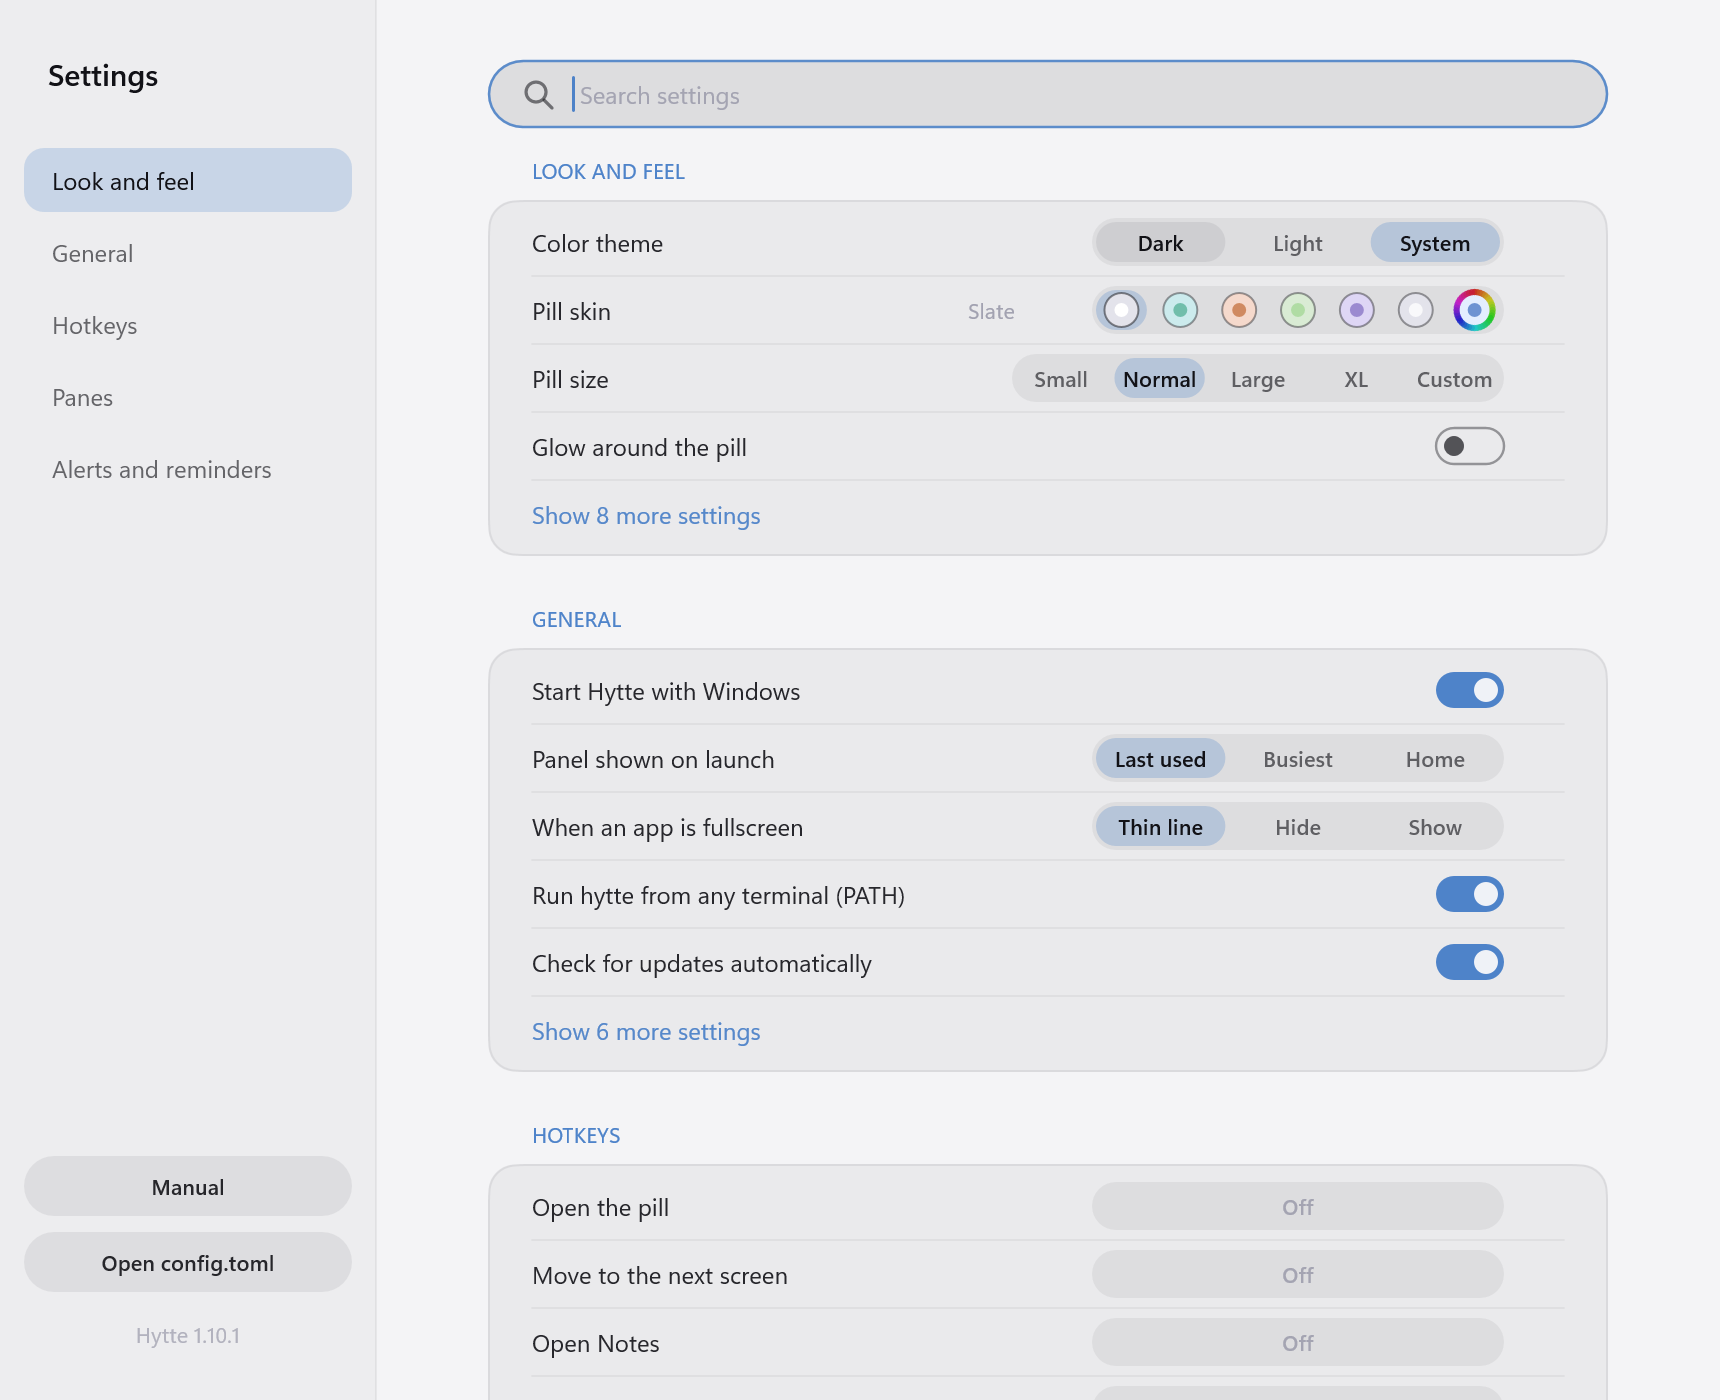 Settings
Look and feel
General
Hotkeys
Panes
Alerts and reminders
Manual
Open config.toml
Hytte 1.10.1
Search settings
LOOK AND FEEL
Color theme Dark Light System
Pill skin Slate
Pill size Small Normal Large XL Custom
Glow around the pill
Show 8 more settings
GENERAL
Start Hytte with Windows
Panel shown on launch Last used Busiest Home
When an app is fullscreen Thin line Hide Show
Run hytte from any terminal (PATH)
Check for updates automatically
Show 6 more settings
HOTKEYS
Open the pill Off
Move to the next screen Off
Open Notes Off